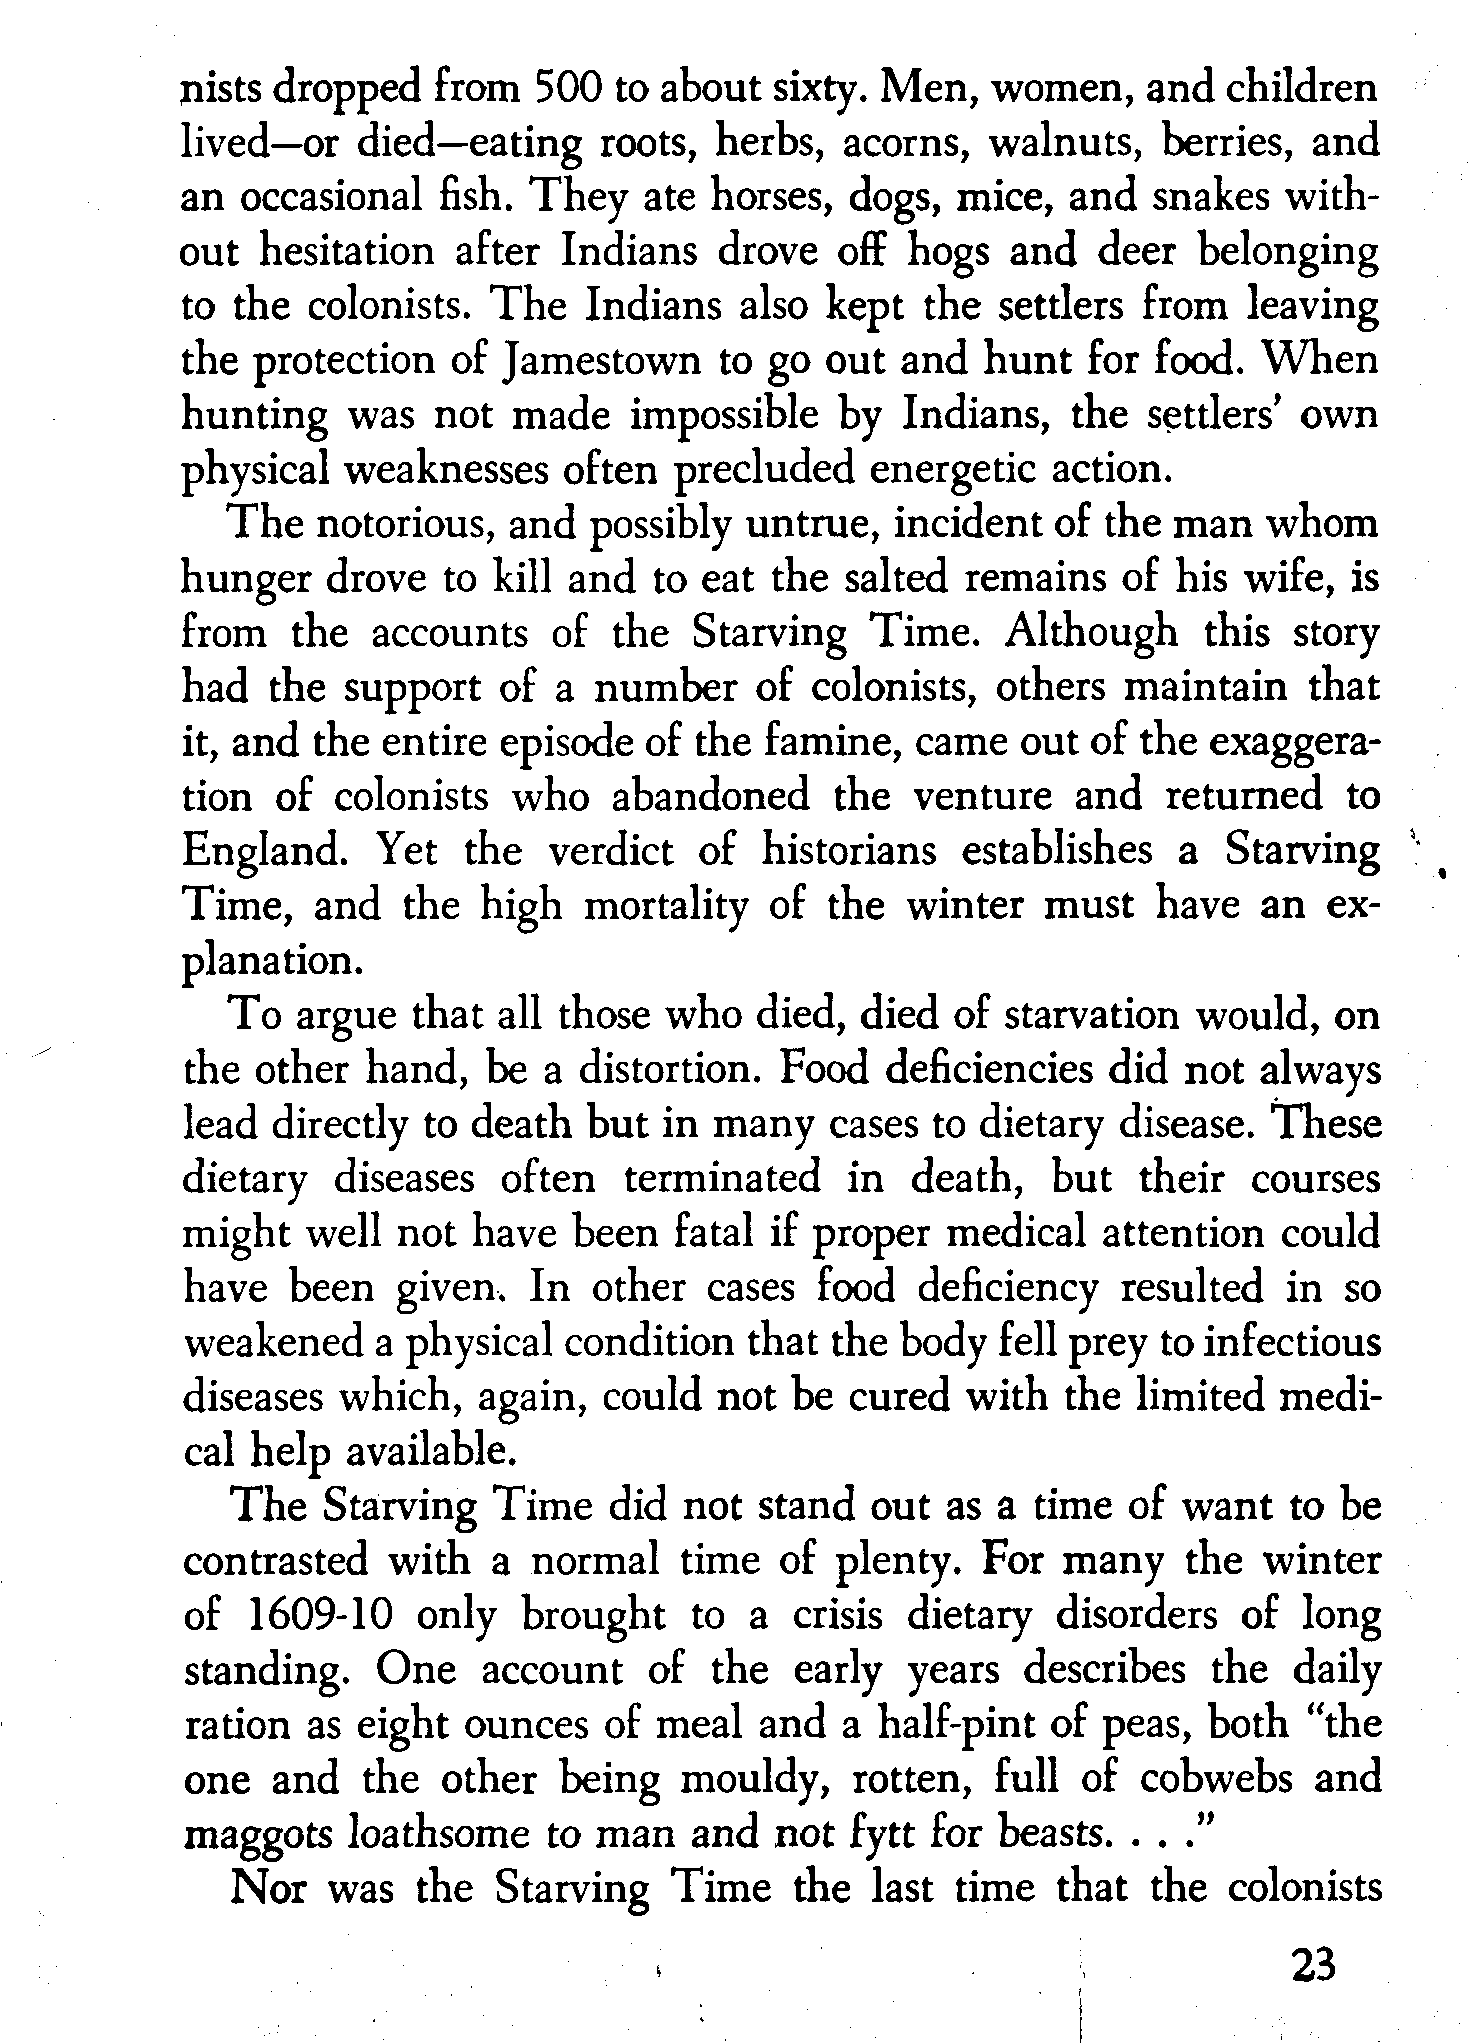 nists dropped from 500 to about sixty. Men, women, and children
lived—or died—eating roots, herbs, acorns, walnuts, berries, and
an occasional fish. They ate horses, dogs, mice, and snakes with-
out hesitation after Indians drove off hogs and deer belonging
to the colonists. The Indians also kept the settlers from leaving
the protection of Jamestown to go out and hunt for food. When
hunting was not made impossible by Indians, the settlers' own
physical weaknesses often precluded energetic action.
The notorious, and possibly untrue, incident of the man whom
hunger drove to kill and to eat the salted remains of his wife, is
from the accounts of the Starving Time. Although this story
had the support of a number of colonists, others maintain that
it, and the entire episode of the famine, came out of the exaggera-
tion of colonists who abandoned the venture and returned to
England. Yet the verdict of historians establishes a Starving
Time, and the high mortality of the winter must have an ex-
planation.
To argue that all those who died, died of starvation would, on
the other hand, be a distortion. Food deficiencies did not always
lead directly to death but in many cases to dietary disease. These
dietary diseases often terminated in death, but their courses
might well not have been fatal if proper medical attention could
have been given. In other cases food deficiency resulted in so
weakened a physical condition that the body fell prey to infectious
diseases which, again, could not be cured with the limited medi-
cal help available.
The Starving Time did not stand out as a time of want to be
contrasted with a normal time of plenty. For many the winter
of 1609-10 only brought to a crisis dietary disorders of long
standing. One account of the early years describes the daily
ration as eight ounces of meal and a half-pint of peas, both "the
one and the other being mouldy, rotten, full of cobwebs and
maggots loathsome to man and not fytt for beasts. . . ."
Nor was the Starving Time the last time that the colonists
23